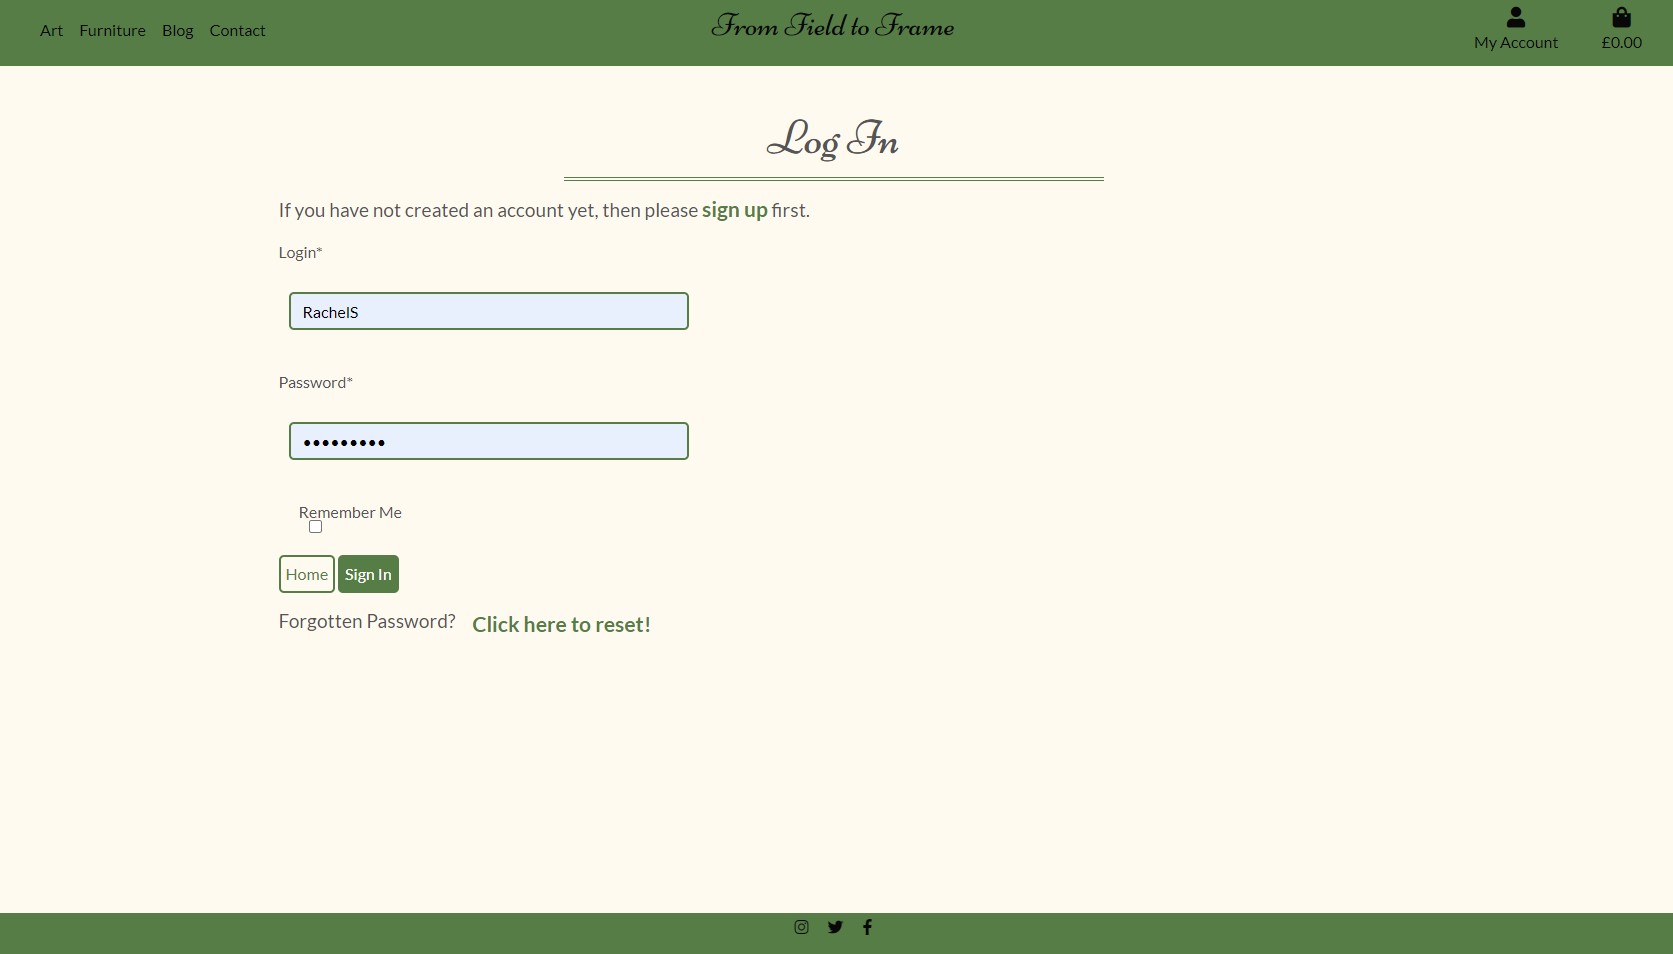 Art Furniture Blog Contact
From Field to Frame
My Account
£0.00
Log In
If you have not created an account yet, then please sign up first.
Login*
RachelS
Password*
•••••••••
Remember Me
Home Sign In
Forgotten Password? Click here to reset!